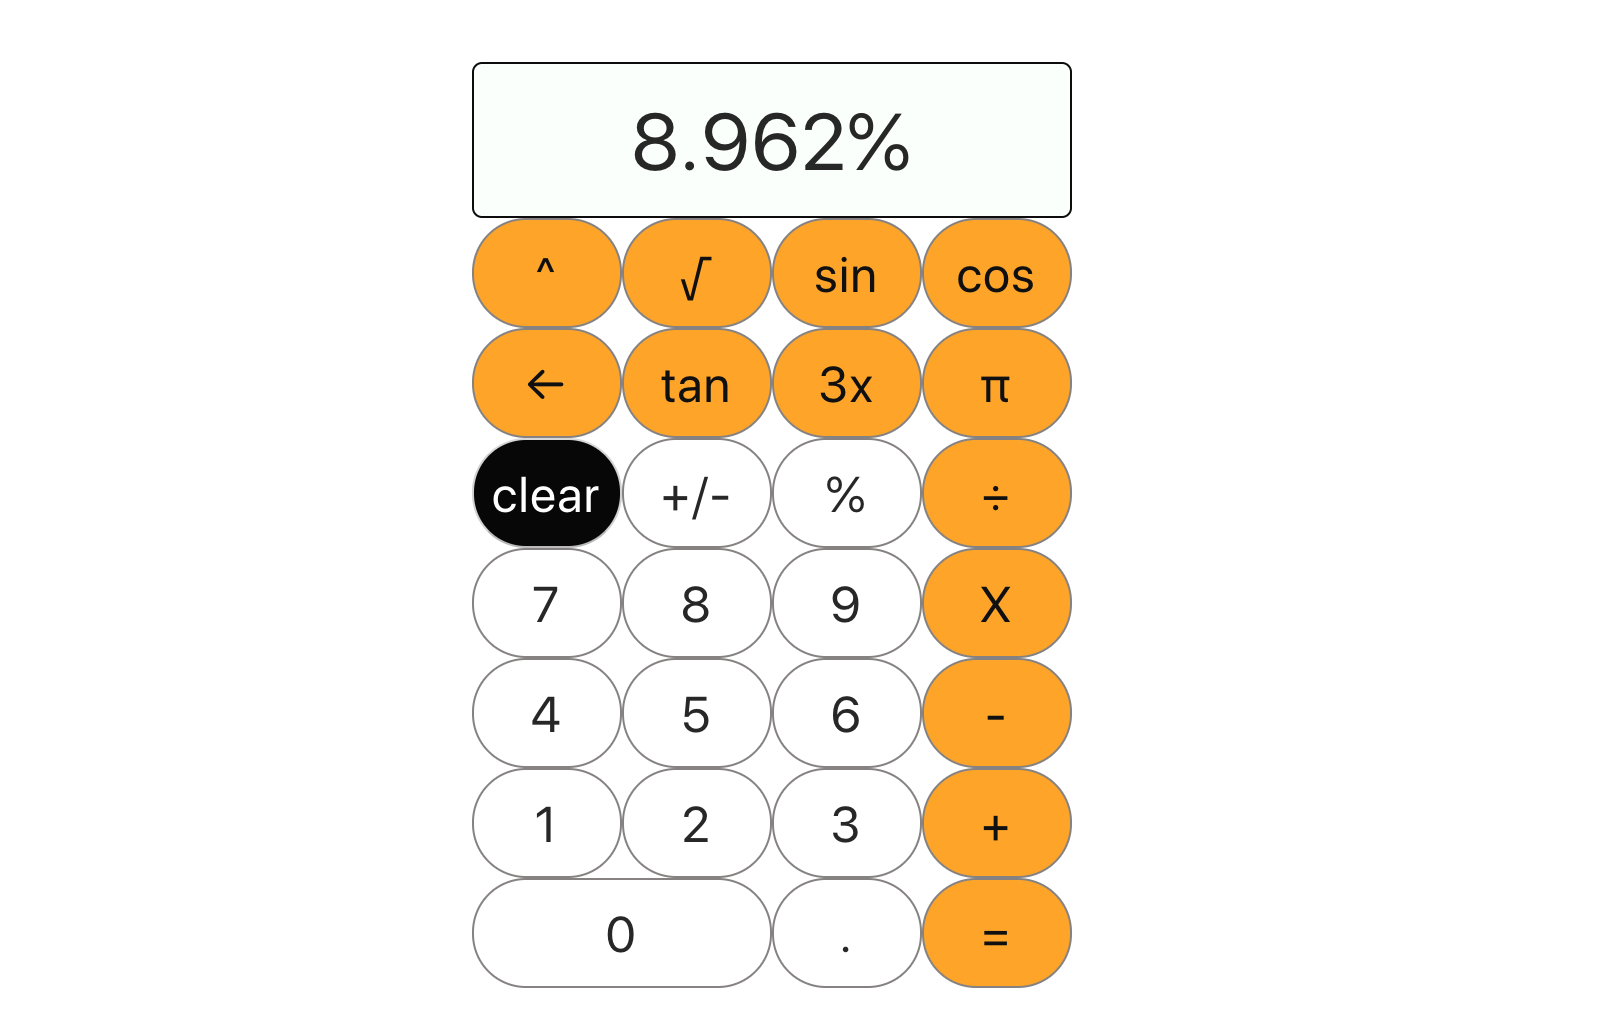 8.962%
^ √ sin cos
← tan 3x π
clear +/- % ÷
7 8 9 X
4 5 6 -
1 2 3 +
0 . =